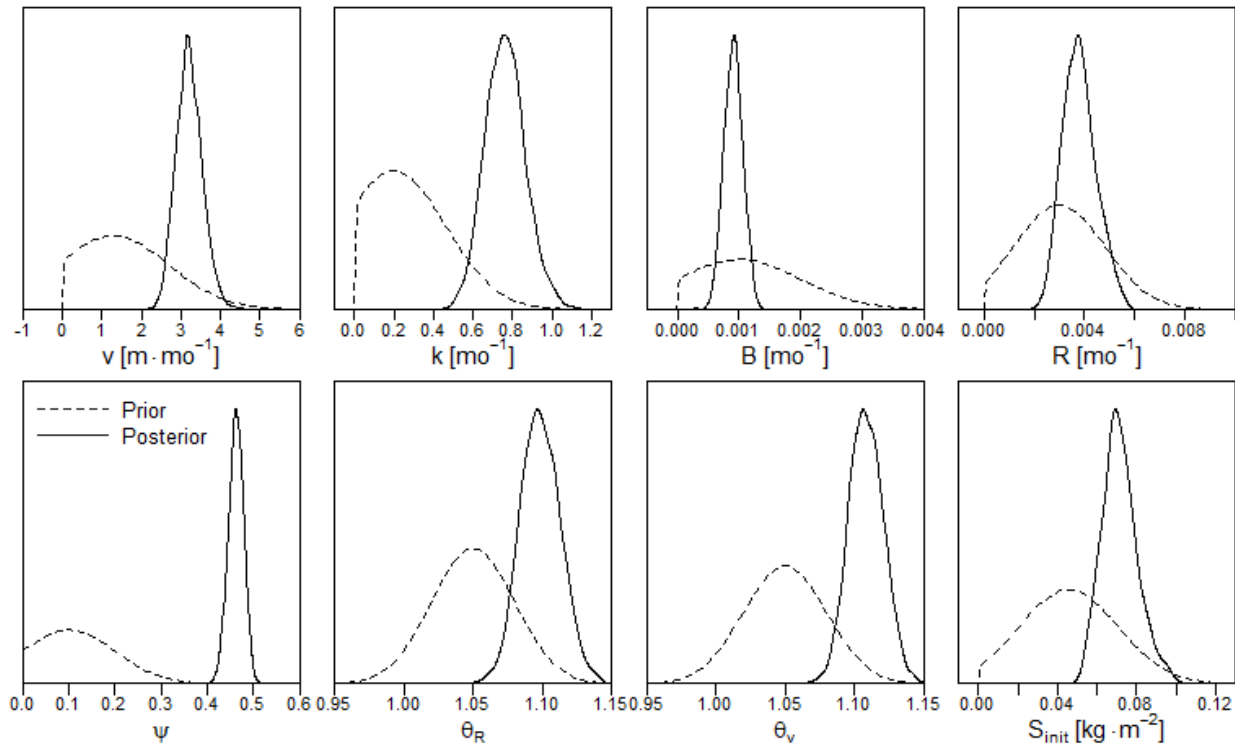 -1 0 1 2 3 4 5 6
v [m · mo⁻¹]
0.0 0.2 0.4 0.6 0.8 1.0 1.2
k [mo⁻¹]
0.000 0.001 0.002 0.003 0.004
B [mo⁻¹]
0.000 0.004 0.008
R [mo⁻¹]
Prior
Posterior
0.0 0.1 0.2 0.3 0.4 0.5 0.6
ψ
0.95 1.00 1.05 1.10 1.15
θ_R
0.95 1.00 1.05 1.10 1.15
θ_v
0.00 0.04 0.08 0.12
S_init [kg · m⁻²]